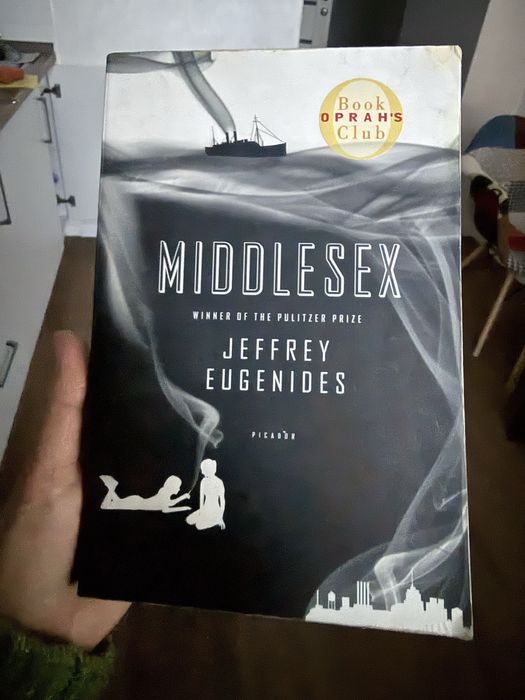 Book
OPRAH'S
Club
MIDDLESEX
WINNER OF THE PULITZER PRIZE
JEFFREY
EUGENIDES
PICADOR